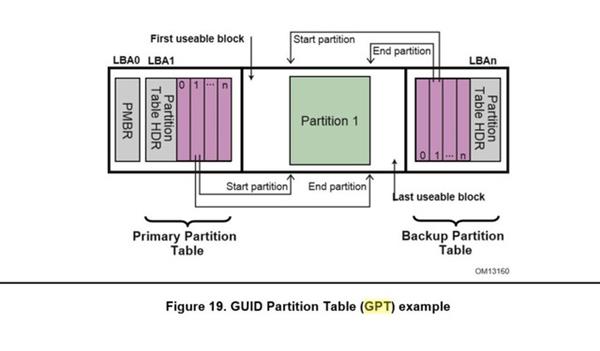 First useable block
Start partition
End partition
LBA0
LBA1
LBAn
PMBR
Partition
Table HDR
0 1 ... n
Partition 1
0 1 ... n
Partition
Table HDR
Start partition
End partition
Last useable block
Primary Partition
Table
Backup Partition
Table
OM13160
Figure 19. GUID Partition Table (GPT) example